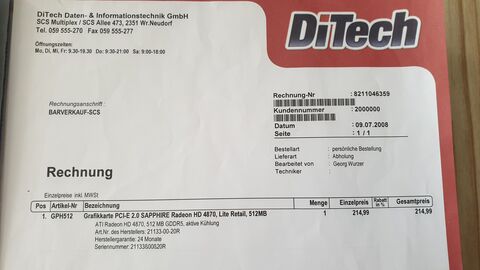 DiTech Daten- & Informationstechnik GmbH
SCS Multiplex / SCS Allee 473, 2351 Wr.Neudorf
Tel. 059 555-270 Fax 059 555-277
Öffnungszeiten:
Mo, Di, Mi, Fr: 9.30-19.30 Do: 9:30-21:00 Sa: 9:00-18:00
DiTech
Rechnungsanschrift :
BARVERKAUF-SCS
Rechnung-Nr : 8211046359
Kundennummer : 2000000
Datum : 09.07.2008
Seite : 1 / 1
Bestellart : persönliche Bestellung
Lieferart : Abholung
Bearbeitet von : Georg Wurzer
Techniker :
Rechnung
Einzelpreise inkl. MWSt
Pos Artikel-Nr Bezeichnung Menge Einzelpreis Rabatt in % Gesamtpreis
1. GPH512 Grafikkarte PCI-E 2.0 SAPPHIRE Radeon HD 4870, Lite Retail, 512MB 1 214,99 214,99
ATI Radeon HD 4870, 512 MB GDDR5, aktive Kühlung
Art.Nr. des Herstellers: 21133-00-20R
Herstellergarantie: 24 Monate
Seriennummern: